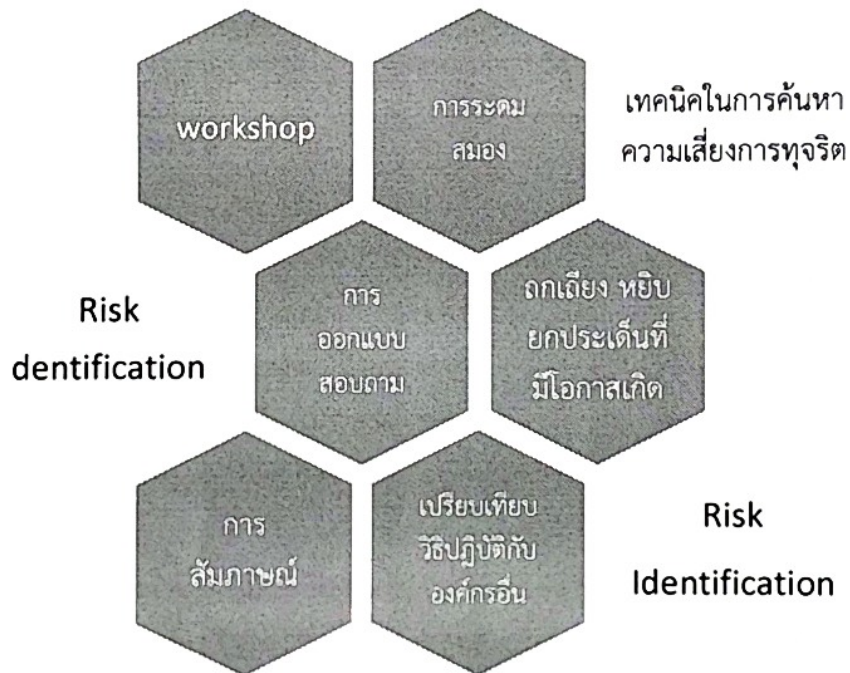 workshop
การระดม
สมอง
เทคนิคในการค้นหา
ความเสี่ยงการทุจริต
Risk
dentification
การ
ออกแบบ
สอบถาม
ถกเถียง หยิบ
ยกประเด็นที่
มีโอกาสเกิด
การ
สัมภาษณ์
เปรียบเทียบ
วิธีปฏิบัติกับ
องค์กรอื่น
Risk
Identification